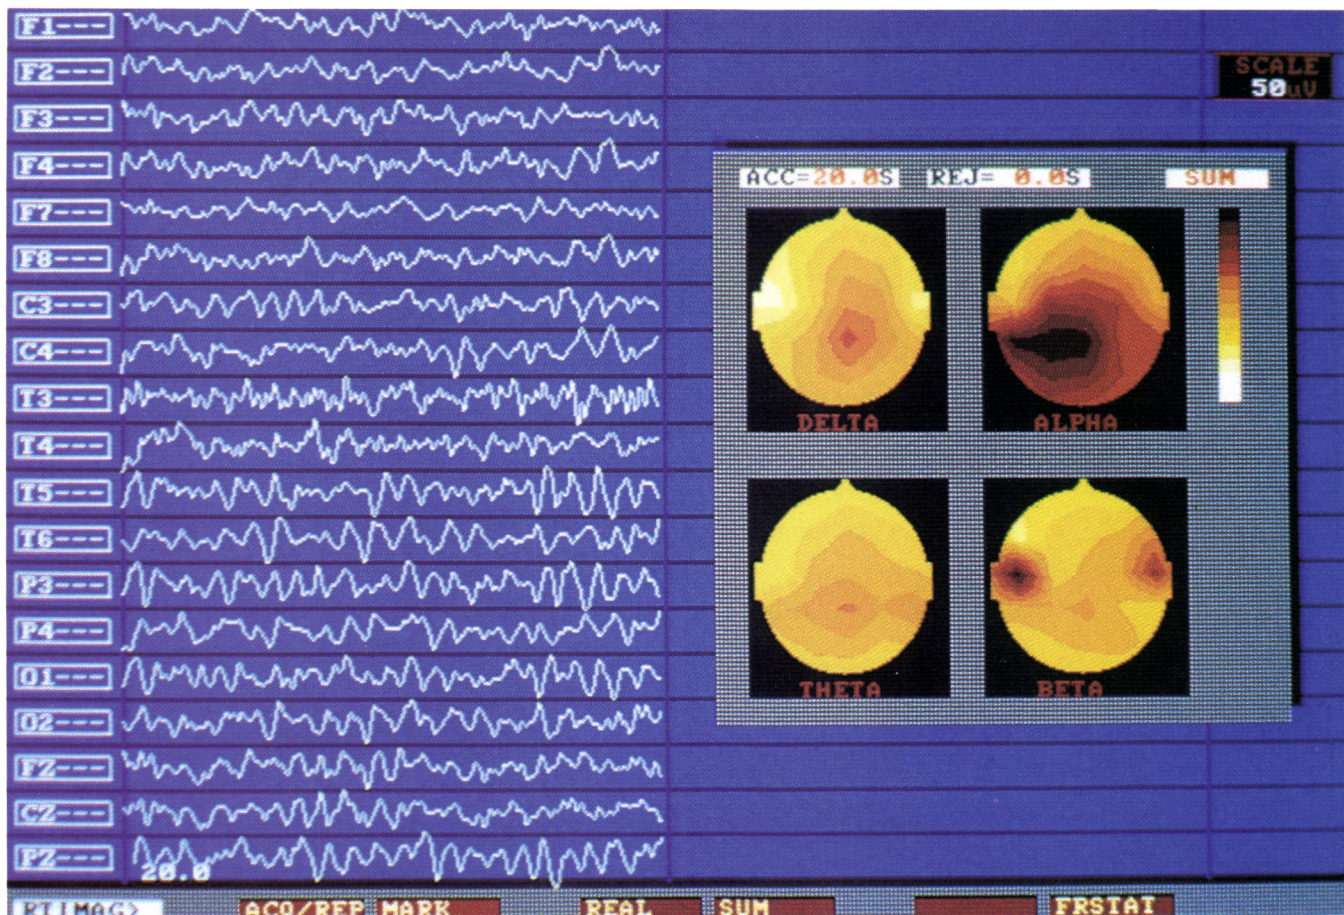 F1---
F2---
F3---
F4---
F7---
F8---
C3---
C4---
T3---
T4---
T5---
T6---
P3---
P4---
O1---
O2---
FZ---
CZ---
PZ---
20.0
SCALE
50uV
ACC=20.0S REJ= 0.0S SUM
DELTA ALPHA
THETA BETA
RTIMAG> ACQ/REP MARK REAL SUM FRSTAT